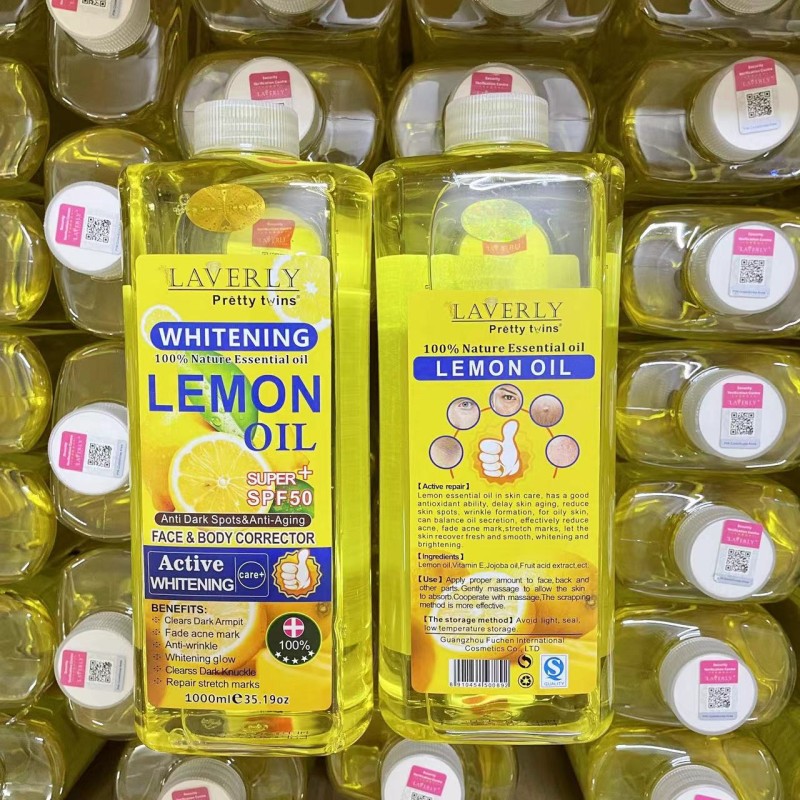 LAVERLY
Prêtty twins®
WHITENING
100% Nature Essential oil
LEMON
OIL
SUPER+
SPF50
Anti Dark Spots&Anti-Aging
FACE & BODY CORRECTOR
Active
WHITENING
care+
BENEFITS:
Clears Dark Armpit
Fade acne mark
Anti-wrinkle
Whitening glow
Clearss Dark Knuckle
Repair stretch marks
100%
1000ml℮35.19oz
LAVERLY
Prêtty twins®
100% Nature Essential oil
LEMON OIL
【Active repair】
Lemon essential oil in skin care, has a good
antioxidant ability, delay skin aging, reduce
skin spots, wrinkle formation, for oily skin,
can balance oil secretion, effectively reduce
acne, fade acne mark,stretch marks, let the
skin recover fresh and smooth, whitening and
brightening.
【Ingredients】
Lemon oil,Vitamin E,Jojoba oil,Fruit acid extract.ect.
【Use】Apply proper amount to face,back and
other parts.Gently massage to allow the skin
to absorb.Cooperate with massage,The scrapping
method is more effective.
【The storage method】Avoid light, seal,
low temperature storage.
Guangzhou Fuchen International
Cosmetics Co.,LTD
QUALITY
Security
Verification Centre
LAVERLY